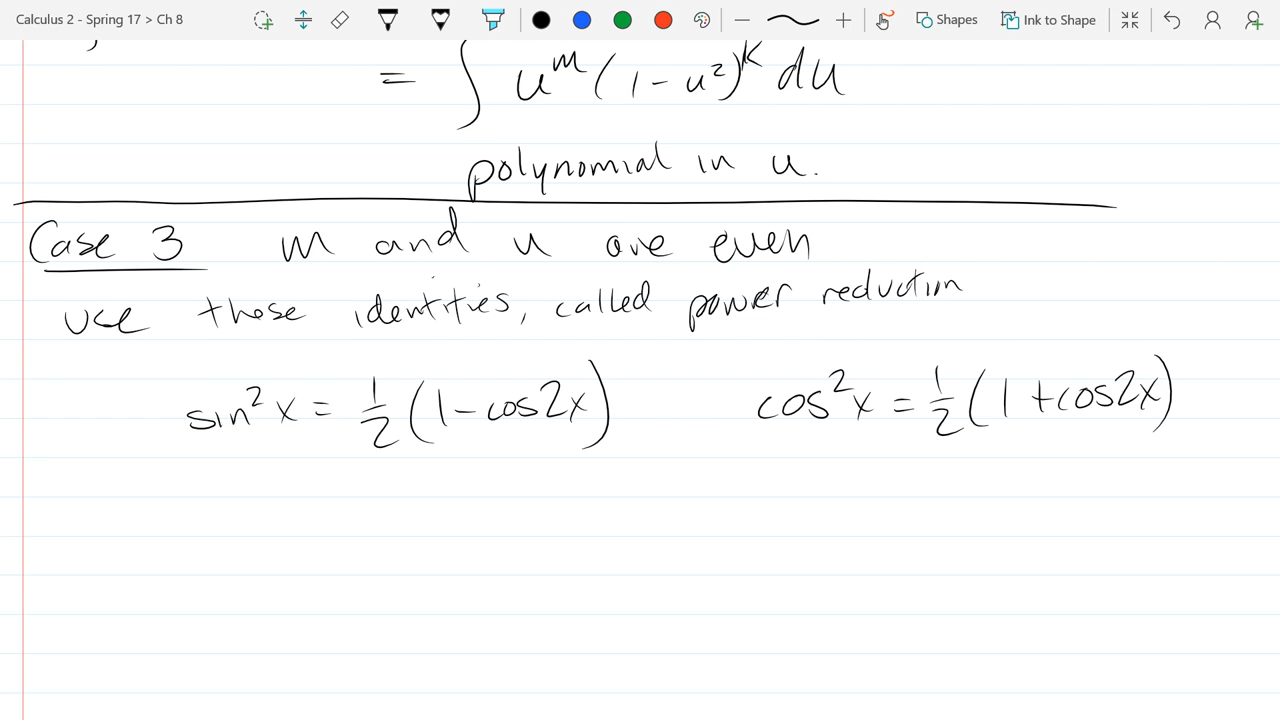 Calculus 2 - Spring 17 > Ch 8 Shapes Ink to Shape
= ∫ u^m (1 - u²)^k du
polynomial in u.
Case 3 m and n are even
use these identities, called power reduction
sin²x = 1/2 (1 - cos2x) cos²x = 1/2 (1 + cos2x)